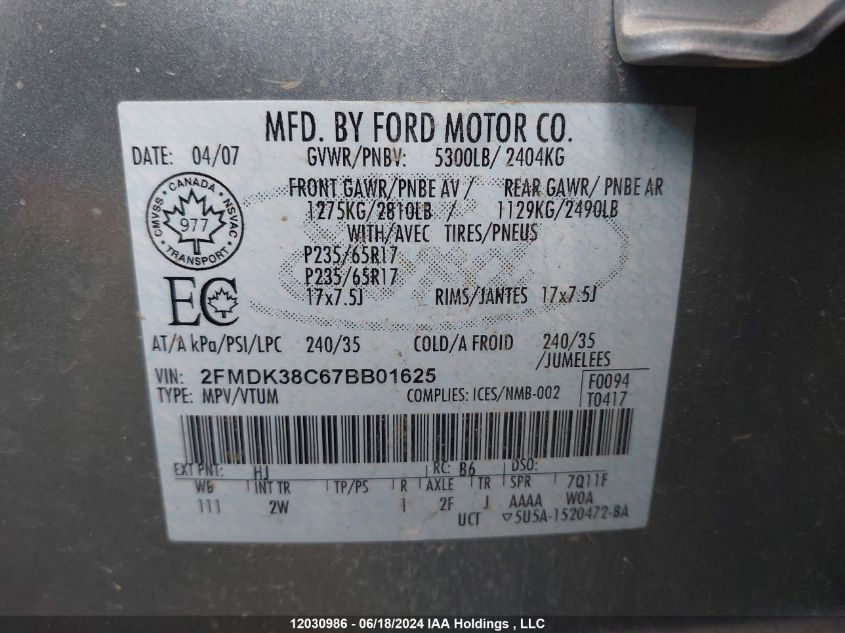 MFD. BY FORD MOTOR CO.
DATE: 04/07 GVWR/PNBV: 5300LB/ 2404KG
FRONT GAWR/PNBE AV / REAR GAWR/ PNBE AR
1275KG/2810LB / 1129KG/2490LB
WITH/AVEC TIRES/PNEUS
CANADA
CMVSS NSVAC
977
TRANSPORT
P235/65R17
P235/65R17
17x7.5J RIMS/JANTES 17x7.5J
EC
AT/A kPa/PSI/LPC 240/35 COLD/A FROID 240/35
/JUMELEES
VIN: 2FMDK38C67BB01625 F0094
TYPE: MPV/VTUM COMPLIES: ICES/NMB-002 T0417
EXT PNT: HJ RC: B6 DSO:
WB INT TR TP/PS R AXLE TR SPR 7Q11F
111 2W 1 2F J AAAA W0A
UCT ▽5U5A-1520472-BA
12030986 - 06/18/2024 IAA Holdings , LLC